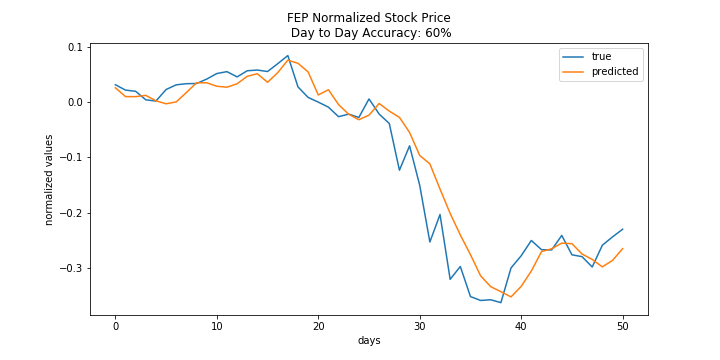 FEP Normalized Stock Price
Day to Day Accuracy: 60%
true
predicted
normalized values
0.1
0.0
−0.1
−0.2
−0.3
0 10 20 30 40 50
days